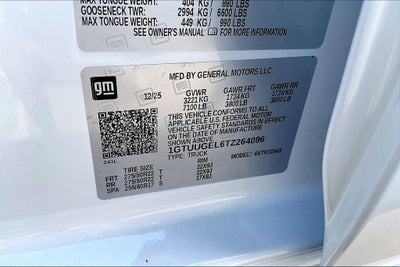 MAX TONGUE WEIGHT 404 KG / 890 LBS
GOOSENECK TWR: 2994 KG / 6600 LBS
MAX TONGUE WEIGHT: 449 KG / 990 LBS
SEE OWNER'S MANUAL FOR MORE INFORMATION
gm
MFD BY GENERAL MOTORS LLC
12/25 GVWR GAWR FRT GAWR RR
3221 KG 1724 KG 1724 KG
7100 LB 3800 LB 3800 LB
THIS VEHICLE CONFORMS TO ALL
APPLICABLE U.S. FEDERAL MOTOR
VEHICLE SAFETY STANDARDS IN EFFECT
ON THE DATE OF MANUFACTURE
SHOWN ABOVE.
1GTUUGEL6TZ264096
TYPE: TRUCK MODEL: 66TK10543
241L
TIRE SIZE RIM
FRT 275/50R22 T 22X9J
RR 275/50R22 T 22X9J
SP 255/80R17 S 17X8J